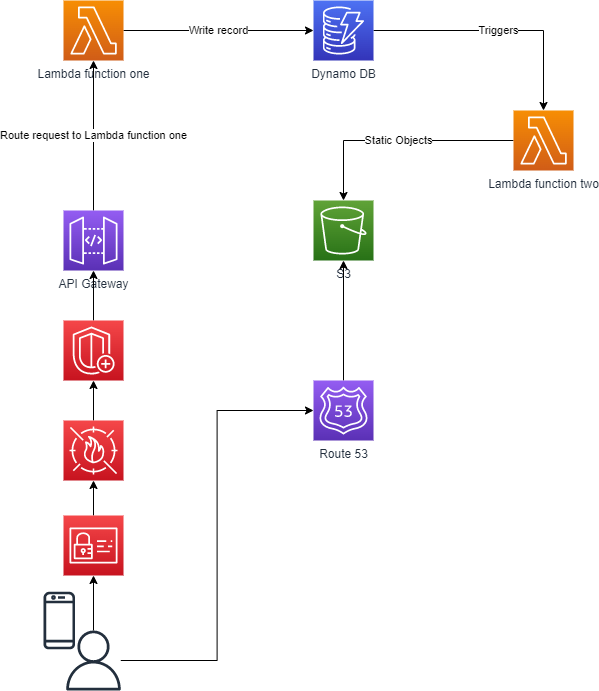 Write record
Triggers
Lambda function one
Dynamo DB
Route request to Lambda function one
Static Objects
Lambda function two
</>
API Gateway
S3
53
Route 53